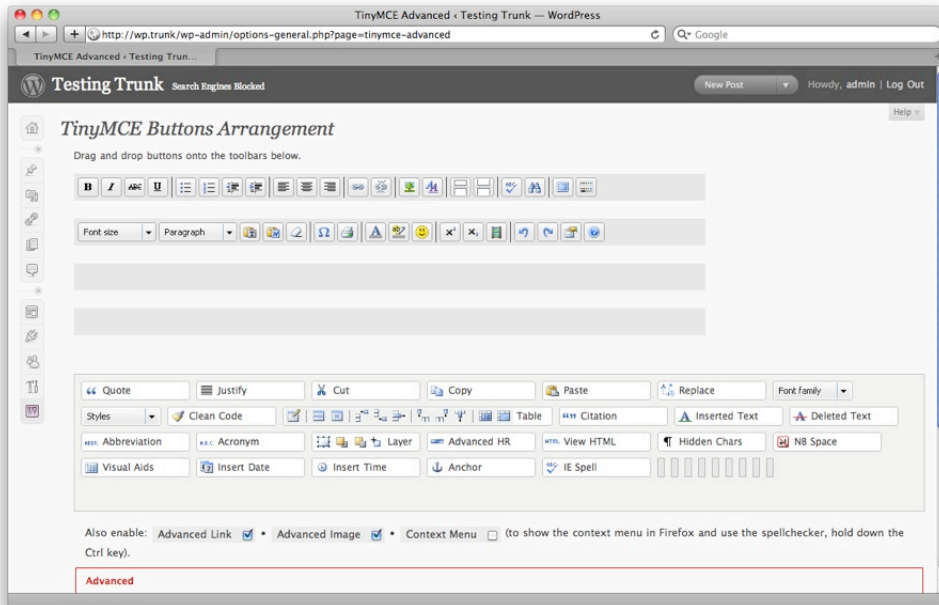 TinyMCE Advanced ‹ Testing Trunk — WordPress
http://wp.trunk/wp-admin/options-general.php?page=tinymce-advanced
Google
TinyMCE Advanced ‹ Testing Trun...
Testing Trunk Search Engines Blocked New Post Howdy, admin | Log Out
Help
TinyMCE Buttons Arrangement
Drag and drop buttons onto the toolbars below.
B I ABC U ABC
Font size Paragraph Ω A x² x₂
Quote Justify Cut Copy Paste Replace Font family
Styles Clean Code Table Citation Inserted Text Deleted Text
Abbreviation A.B.C. Acronym Layer Advanced HR HTML View HTML ¶ Hidden Chars NB Space
Visual Aids Insert Date Insert Time Anchor IE Spell
Also enable: Advanced Link • Advanced Image • Context Menu (to show the context menu in Firefox and use the spellchecker, hold down the
Ctrl key).
Advanced